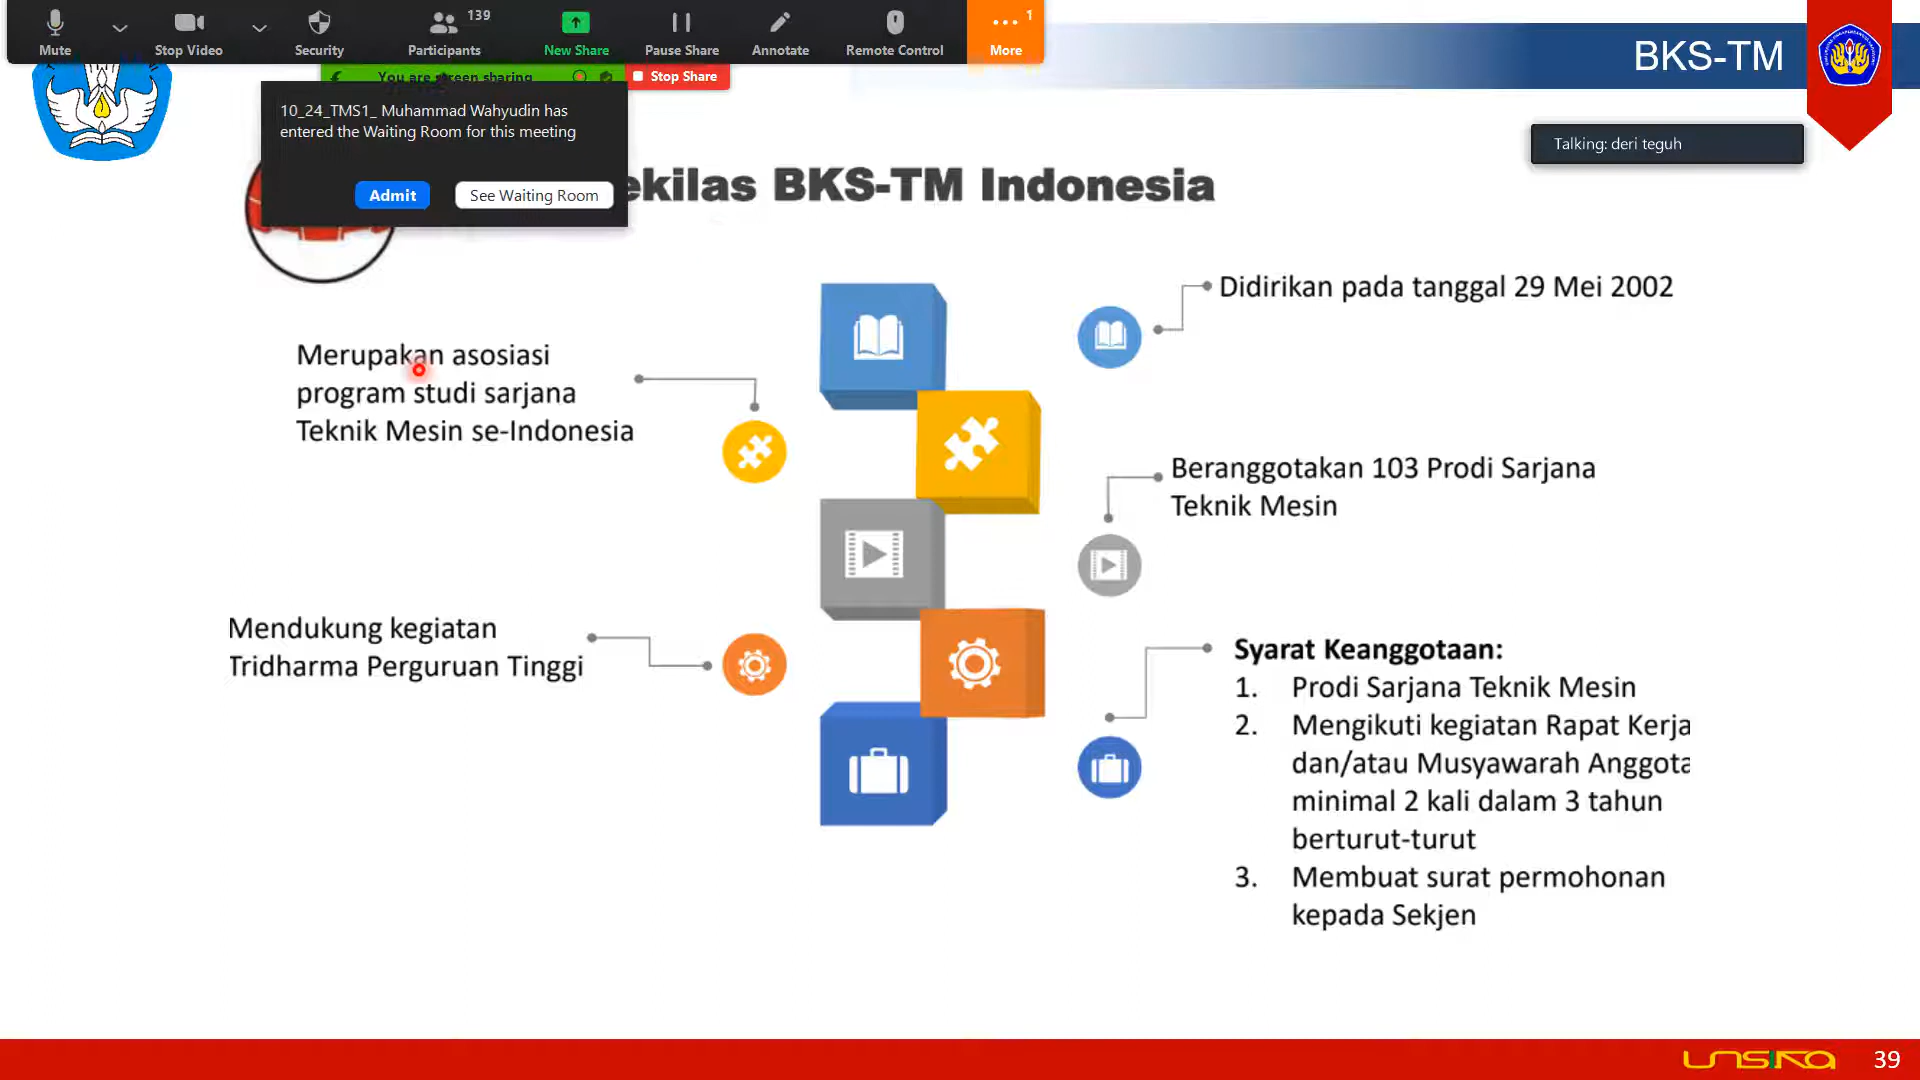 139
1
Mute
Stop Video
Security
Participants
New Share
Pause Share
Annotate
Remote Control
More
You are screen sharing
Stop Share
BKS-TM
10_24_TMS1_ Muhammad Wahyudin has
entered the Waiting Room for this meeting
Admit
See Waiting Room
Talking: deri teguh
ekilas BKS-TM Indonesia
Didirikan pada tanggal 29 Mei 2002
Merupakan asosiasi
program studi sarjana
Teknik Mesin se-Indonesia
Beranggotakan 103 Prodi Sarjana
Teknik Mesin
Mendukung kegiatan
Tridharma Perguruan Tinggi
Syarat Keanggotaan:
1. Prodi Sarjana Teknik Mesin
2. Mengikuti kegiatan Rapat Kerja
dan/atau Musyawarah Anggota
minimal 2 kali dalam 3 tahun
berturut-turut
3. Membuat surat permohonan
kepada Sekjen
UNSIKA
39